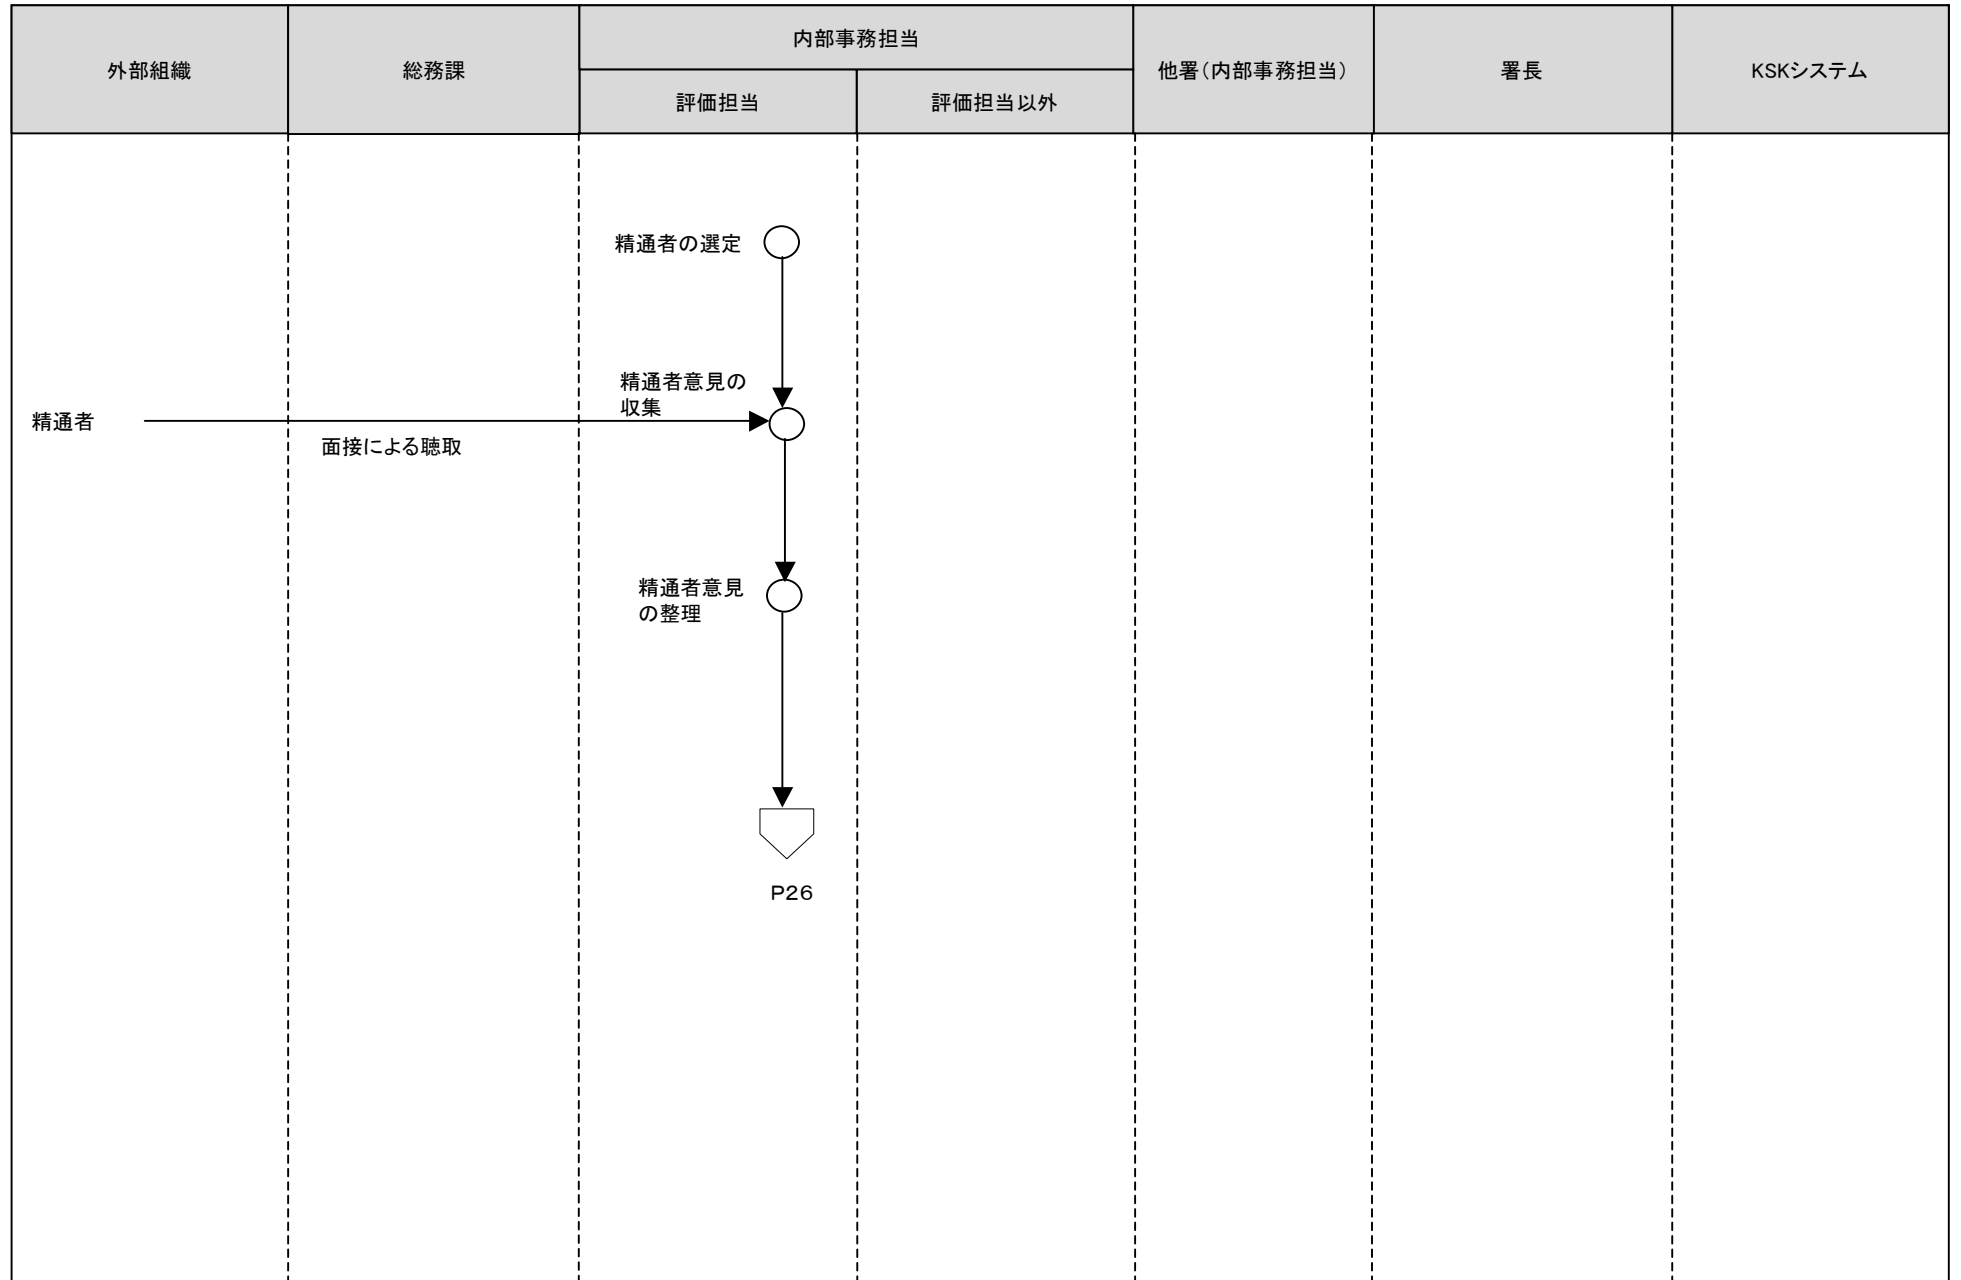 外部組織
総務課
内部事務担当
評価担当
評価担当以外
他署(内部事務担当)
署長
KSKシステム
精通者の選定
精通者意見の
収集
精通者
面接による聴取
精通者意見
の整理
P26